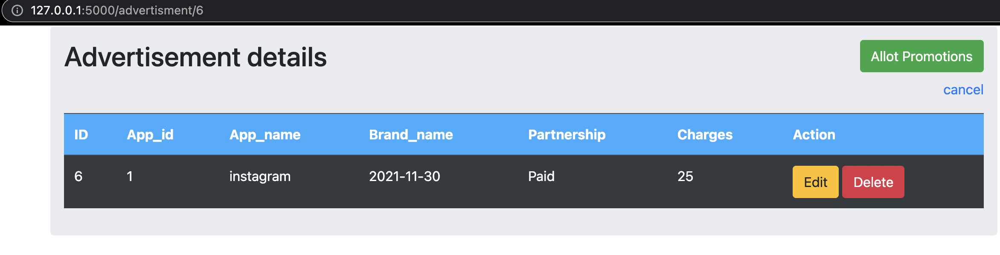 127.0.0.1:5000/advertisment/6
Advertisement details
Allot Promotions
cancel
ID App_id App_name Brand_name Partnership Charges Action
6 1 instagram 2021-11-30 Paid 25 Edit Delete